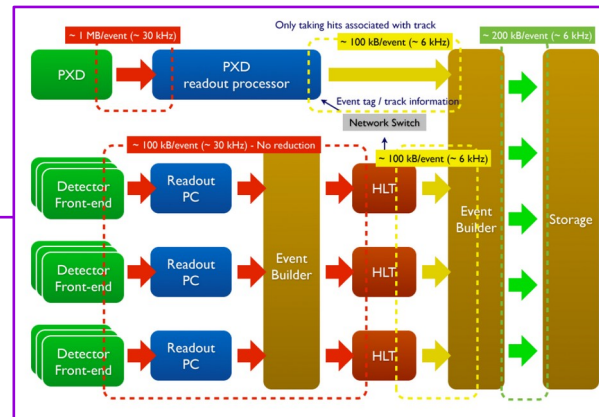 Only taking hits associated with track
~ 1 MB/event (~ 30 kHz)
~ 100 kB/event (~ 6 kHz)
~ 200 kB/event (~ 6 kHz)
PXD
PXD
readout processor
Event tag / track information
Network Switch
~ 100 kB/event (~ 30 kHz) - No reduction
~ 100 kB/event (~ 6 kHz)
Detector
Front-end
Readout
PC
HLT
Detector
Front-end
Readout
PC
Event
Builder
HLT
Event
Builder
Storage
Detector
Front-end
Readout
PC
HLT